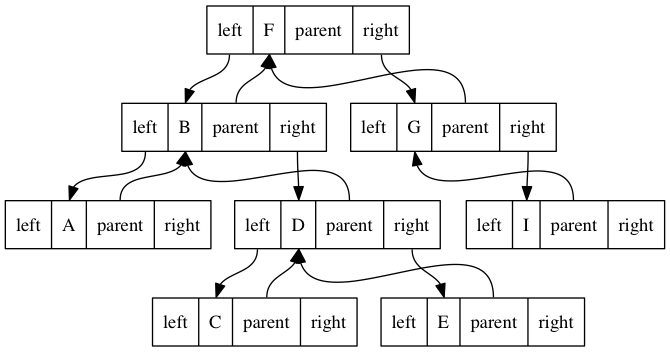 left F parent right
left B parent right left G parent right
left A parent right left D parent right left I parent right
left C parent right left E parent right